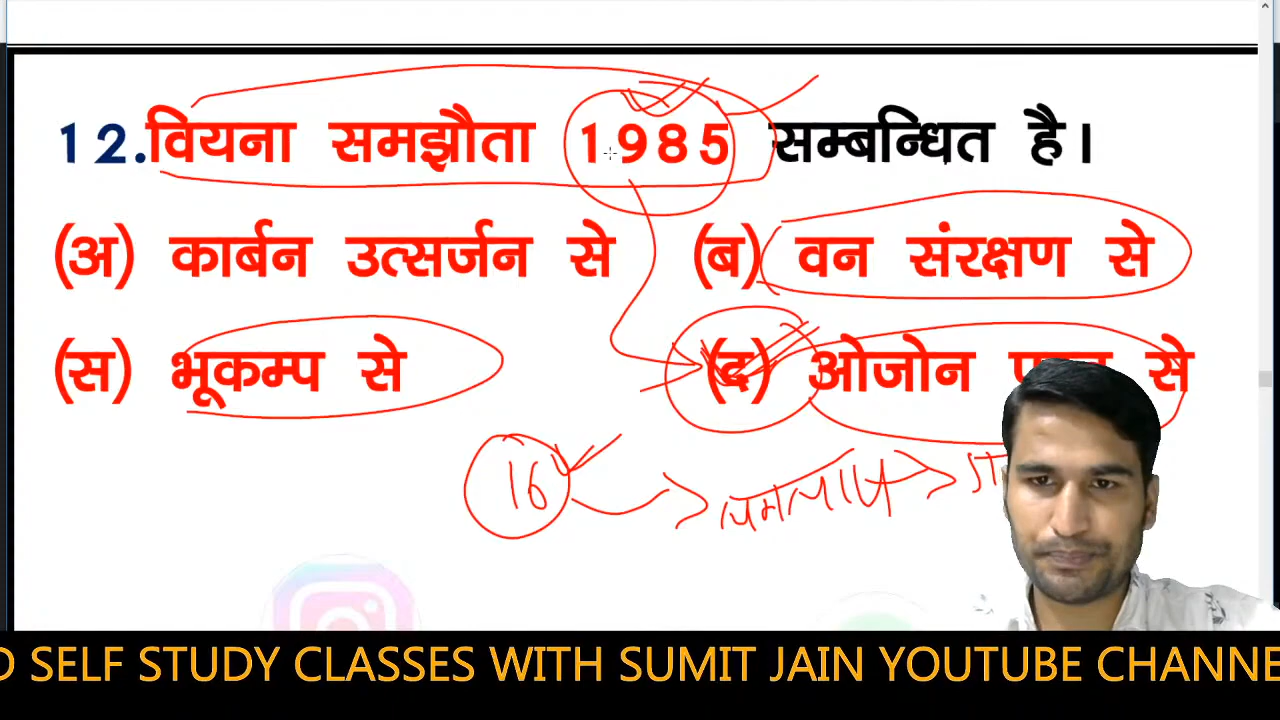 12.वियना समझौता 1985 सम्बन्धित है।
(अ) कार्बन उत्सर्जन से (ब) वन संरक्षण से
(स) भूकम्प से (द) ओजोन से
16
D SELF STUDY CLASSES WITH SUMIT JAIN YOUTUBE CHANNE